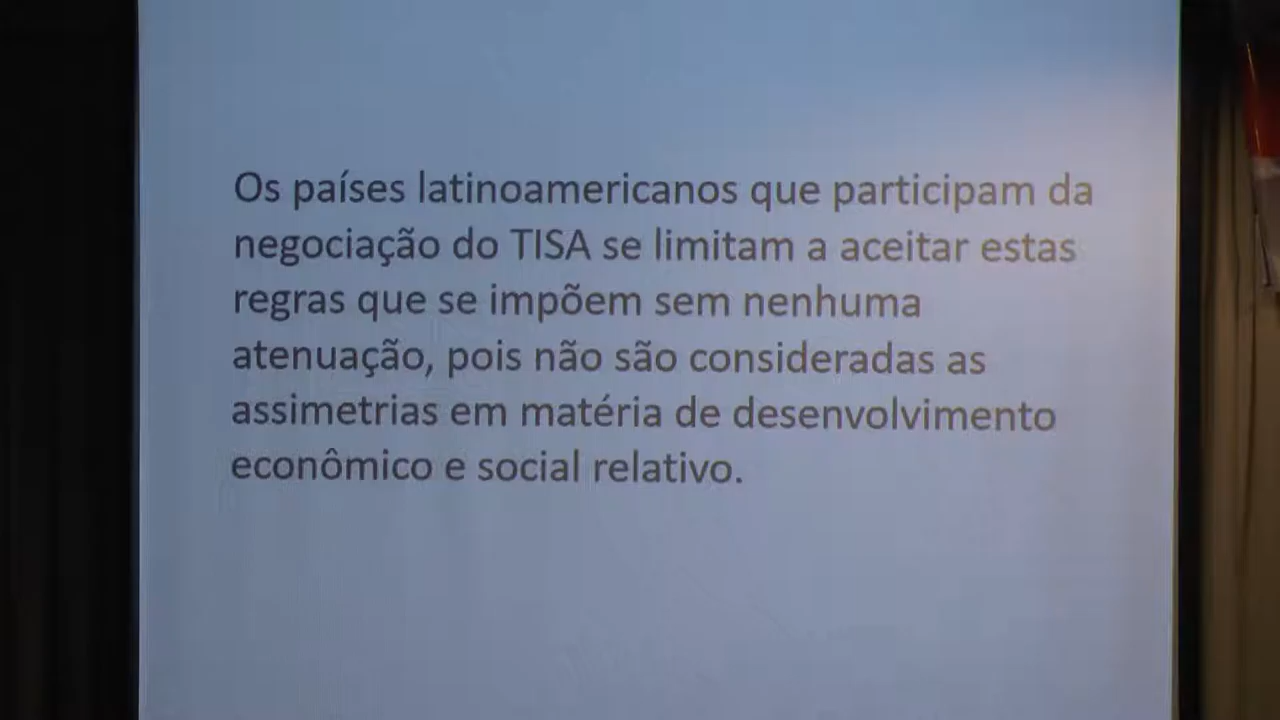 Os países latinoamericanos que participam da
negociação do TISA se limitam a aceitar estas
regras que se impõem sem nenhuma
atenuação, pois não são consideradas as
assimetrias em matéria de desenvolvimento
econômico e social relativo.